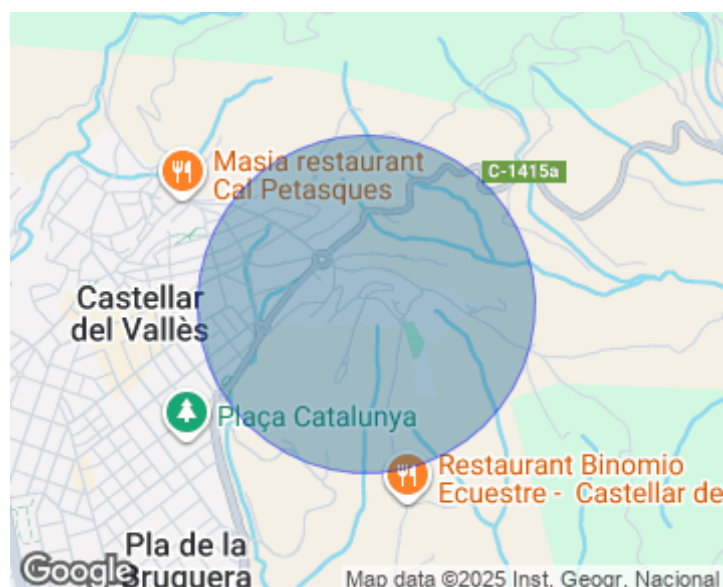 Masia restaurant
Cal Petasques
C-1415a
Castellar
del Vallès
Plaça Catalunya
Restaurant Binomio
Ecuestre - Castellar de
Pla de la
Bruguera
Google
Map data ©2025 Inst. Geogr. Nacional